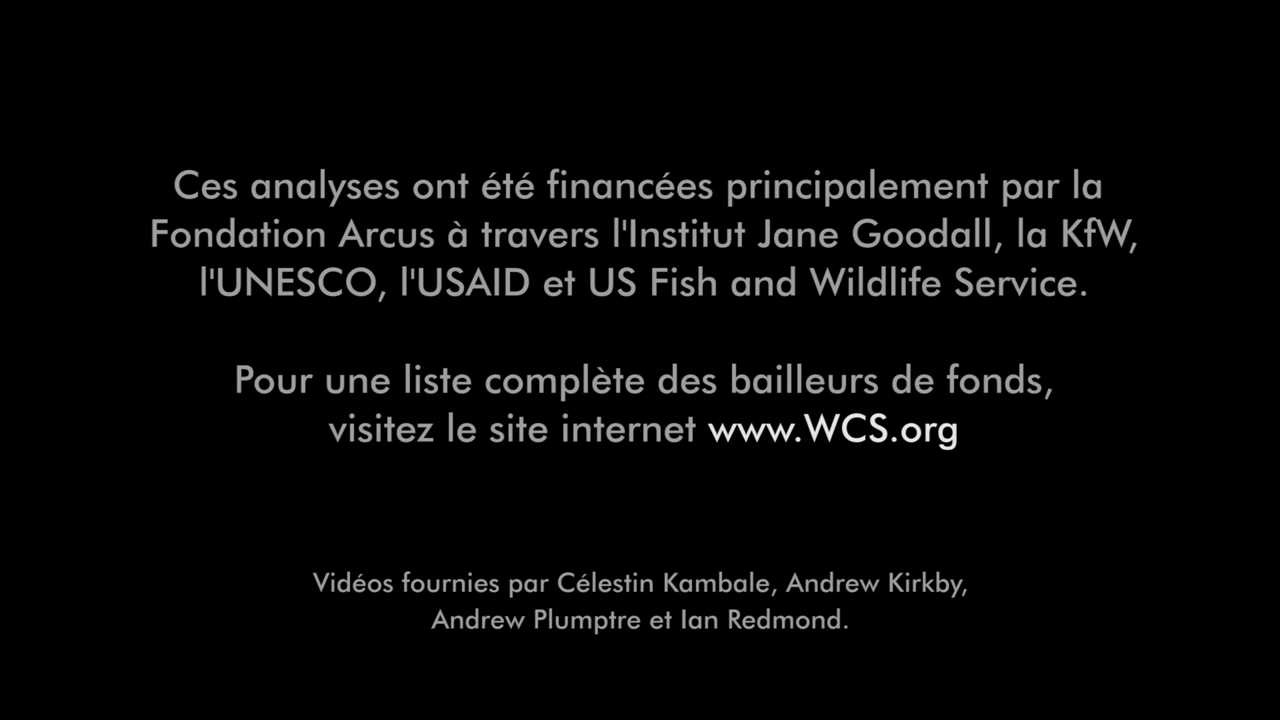 Ces analyses ont été financées principalement par la
Fondation Arcus à travers l'Institut Jane Goodall, la KfW,
l'UNESCO, l'USAID et US Fish and Wildlife Service.
Pour une liste complète des bailleurs de fonds,
visitez le site internet www.WCS.org
Vidéos fournies par Célestin Kambale, Andrew Kirkby,
Andrew Plumptre et Ian Redmond.